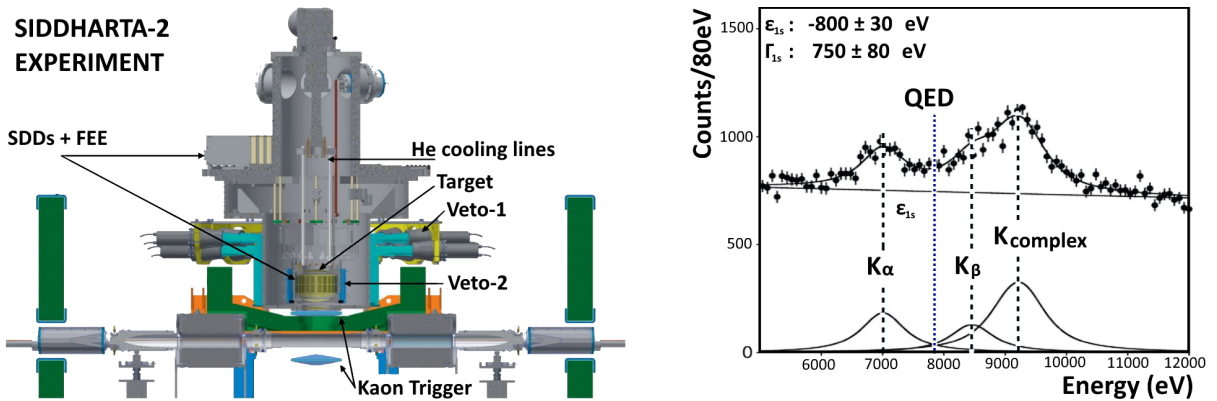 SIDDHARTA-2
EXPERIMENT
SDDs + FEE
He cooling lines
Target
Veto-1
Veto-2
Kaon Trigger
ε1s : -800 ± 30 eV
Γ1s : 750 ± 80 eV
QED
ε1s
Kα
Kβ
Kcomplex
Counts/80eV
1500
1000
500
0
6000 7000 8000 9000 10000 11000 12000
Energy (eV)